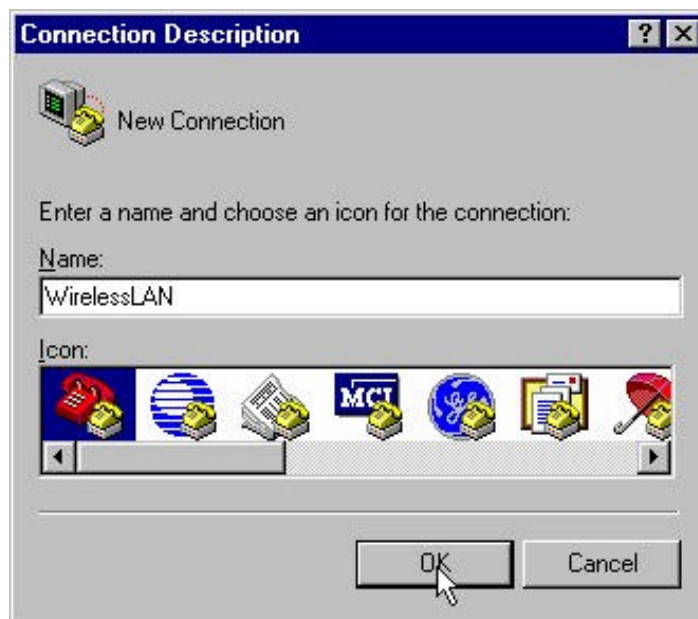 Connection Description
New Connection
Enter a name and choose an icon for the connection:
Name:
WirelessLAN
Icon:
MCI
OK
Cancel